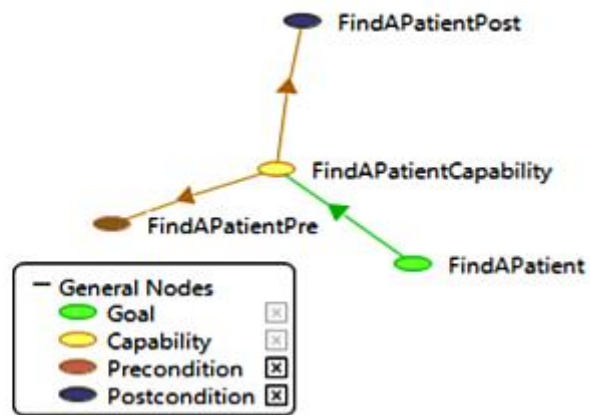 FindAPatientPost
FindAPatientCapability
FindAPatientPre
FindAPatient
General Nodes
Goal
Capability
Precondition
Postcondition